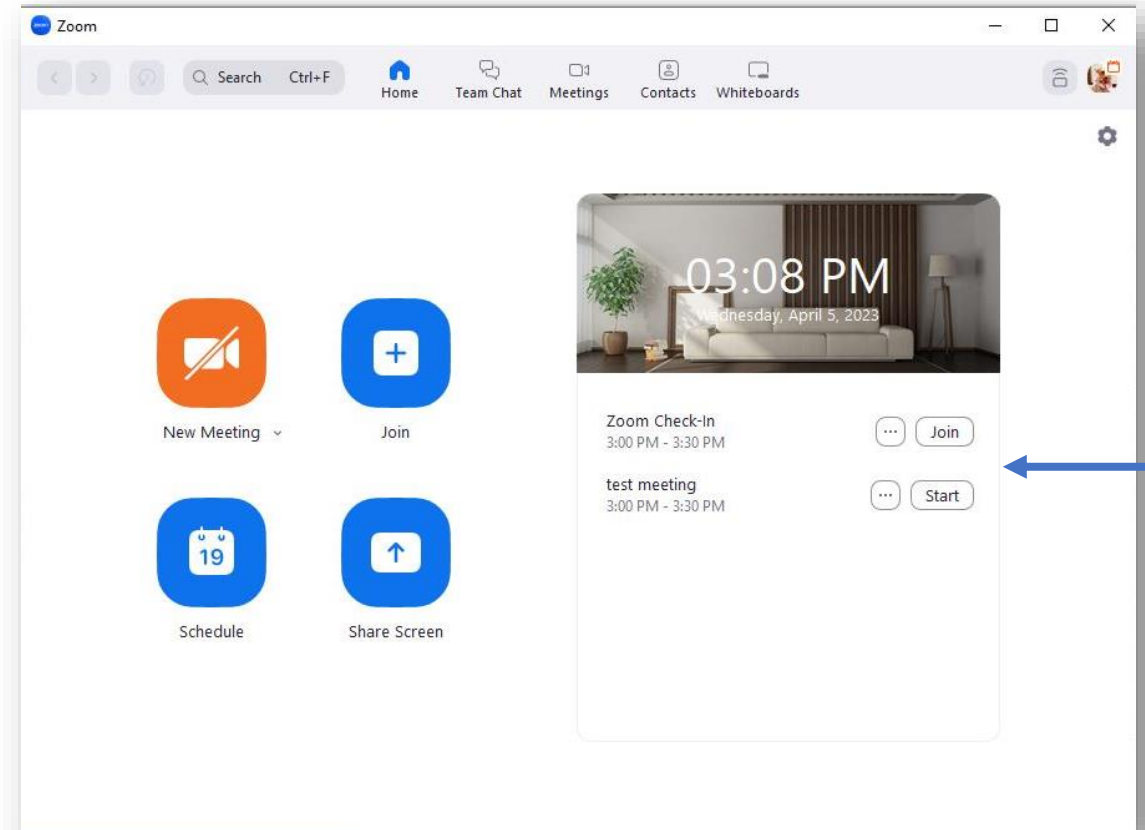 Zoom
Search Ctrl+F
Home
Team Chat
Meetings
Contacts
Whiteboards
03:08 PM
Wednesday, April 5, 2023
New Meeting
Join
Zoom Check-In
3:00 PM - 3:30 PM
Join
test meeting
3:00 PM - 3:30 PM
Start
19
Schedule
Share Screen